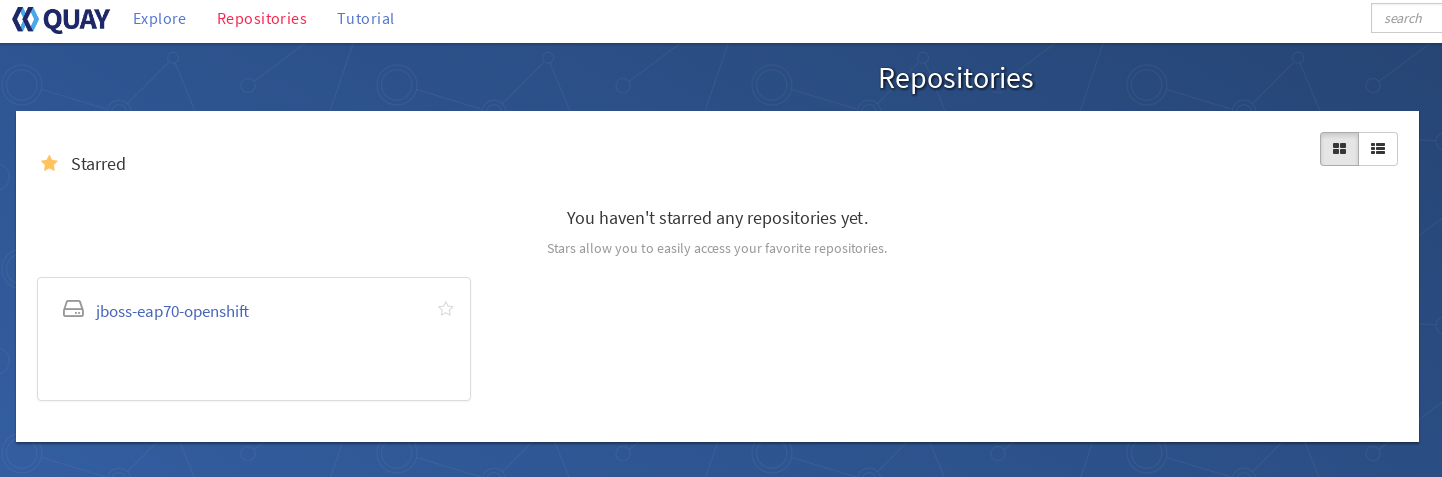 QUAY Explore Repositories Tutorial search
Repositories
Starred
You haven't starred any repositories yet.
Stars allow you to easily access your favorite repositories.
jboss-eap70-openshift